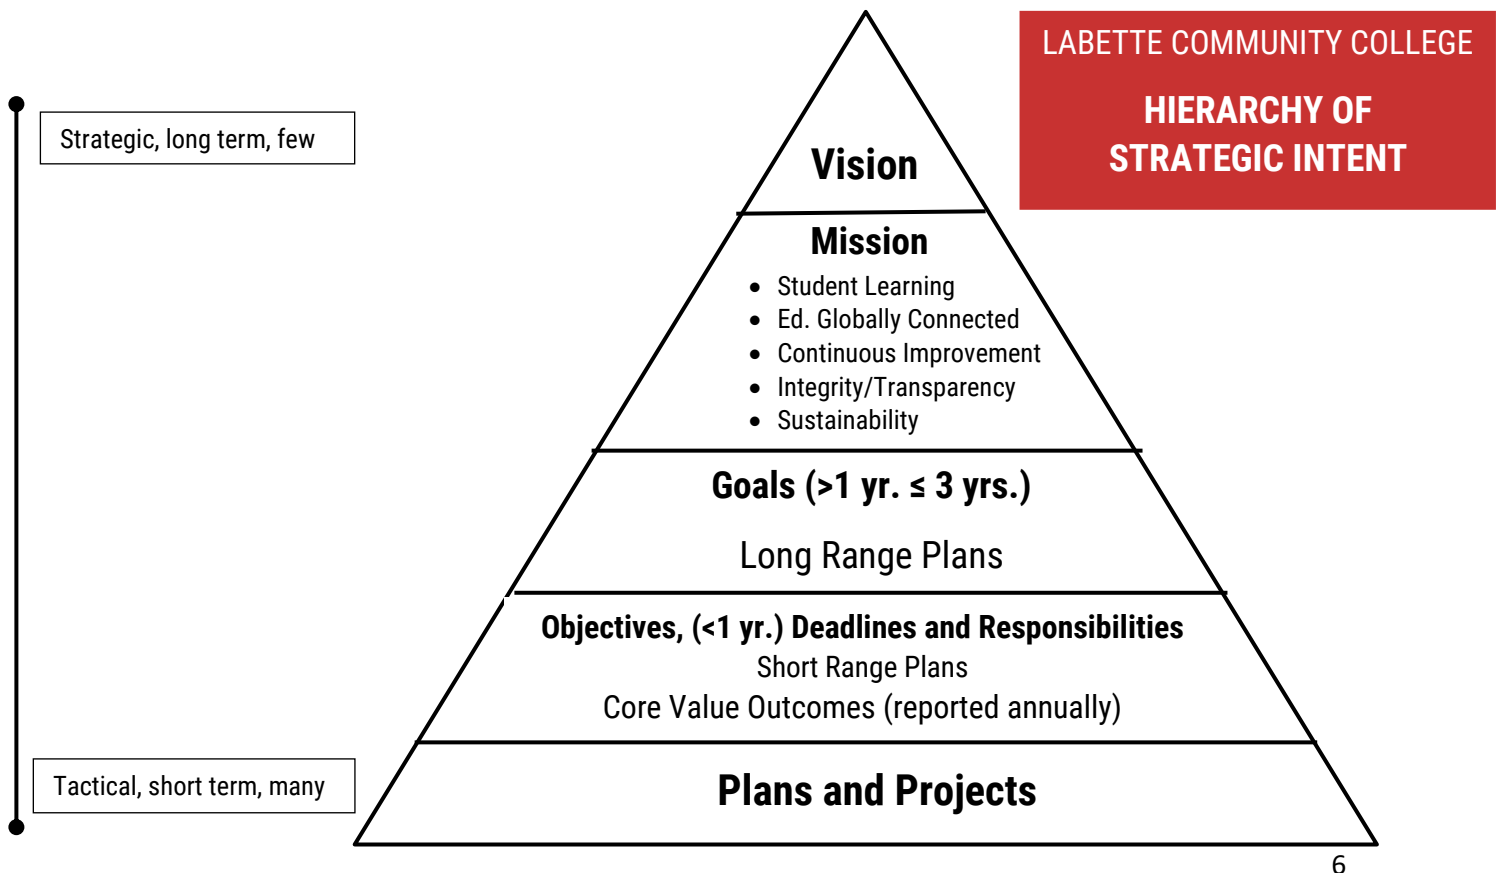 LABETTE COMMUNITY COLLEGE
HIERARCHY OF
STRATEGIC INTENT
Strategic, long term, few
Vision
Mission
• Student Learning
• Ed. Globally Connected
• Continuous Improvement
• Integrity/Transparency
• Sustainability
Goals (>1 yr. ≤ 3 yrs.)
Long Range Plans
Objectives, (<1 yr.) Deadlines and Responsibilities
Short Range Plans
Core Value Outcomes (reported annually)
Tactical, short term, many
Plans and Projects
6